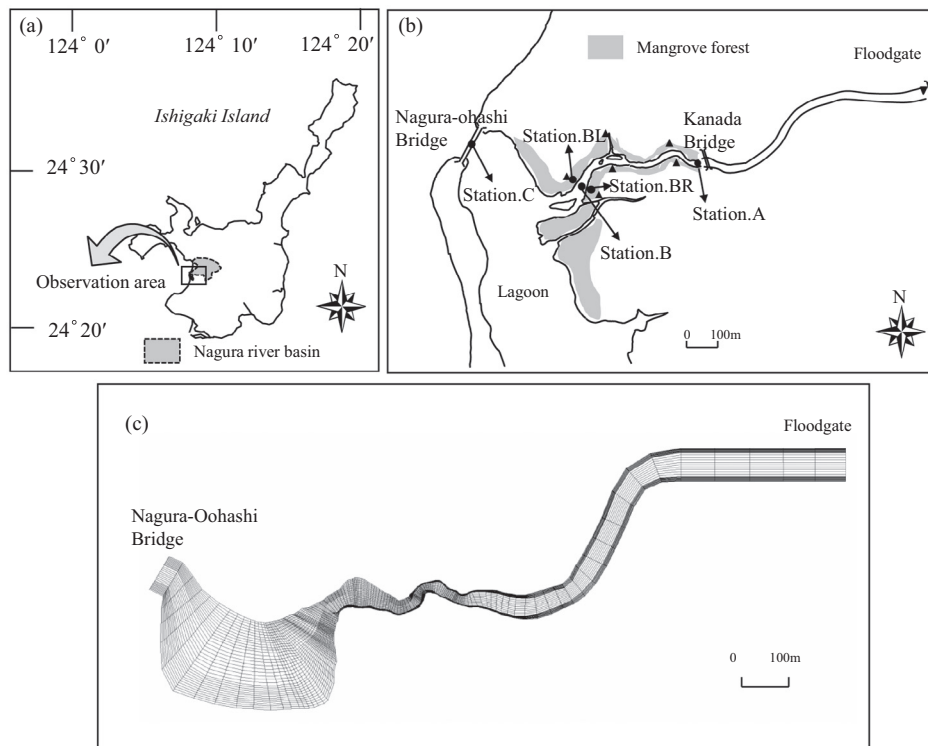 (a)
124° 0′
124° 10′
124° 20′
Ishigaki Island
24° 30′
Observation area
24° 20′
N
Nagura river basin
(b)
Mangrove forest
Floodgate
Nagura-ohashi
Bridge
Station.BL
Kanada
Bridge
Station.C
Station.BR
Station.A
Station.B
Lagoon
N
0 100m
(c)
Floodgate
Nagura-Oohashi
Bridge
0 100m